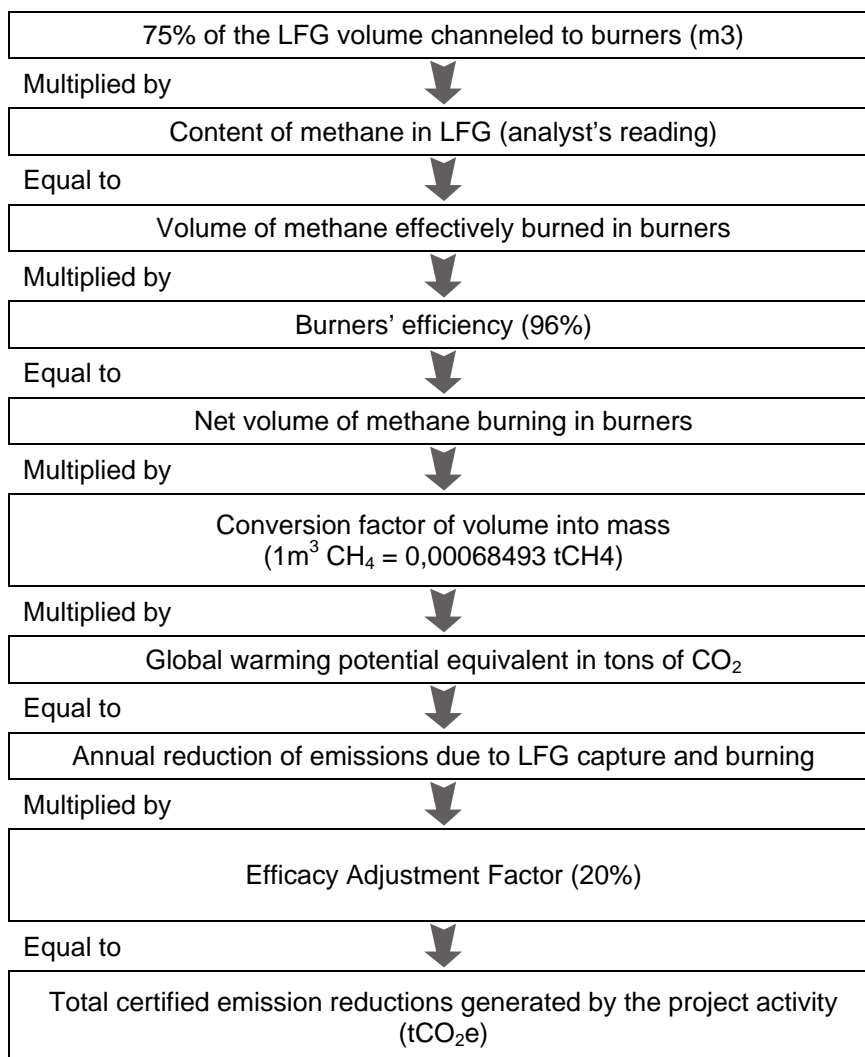 75% of the LFG volume channeled to burners (m3)
Multiplied by
Content of methane in LFG (analyst's reading)
Equal to
Volume of methane effectively burned in burners
Multiplied by
Burners' efficiency (96%)
Equal to
Net volume of methane burning in burners
Multiplied by
Conversion factor of volume into mass
(1m³ CH₄ = 0,00068493 tCH4)
Multiplied by
Global warming potential equivalent in tons of CO₂
Equal to
Annual reduction of emissions due to LFG capture and burning
Multiplied by
Efficacy Adjustment Factor (20%)
Equal to
Total certified emission reductions generated by the project activity
(tCO₂e)